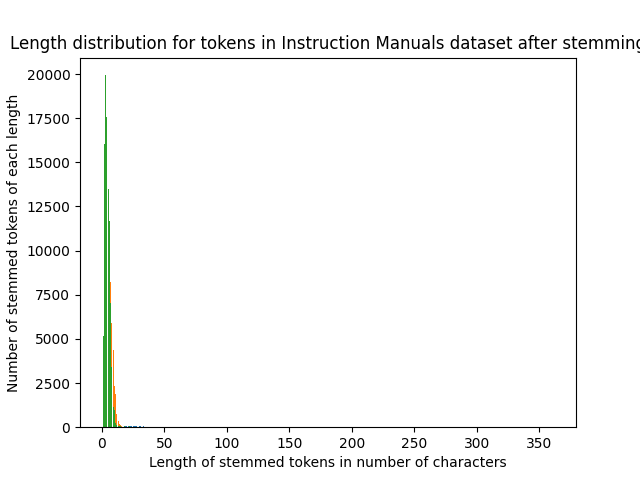 Length distribution for tokens in Instruction Manuals dataset after stemming
20000
17500
15000
12500
10000
7500
5000
2500
0
Number of stemmed tokens of each length
0 50 100 150 200 250 300 350
Length of stemmed tokens in number of characters